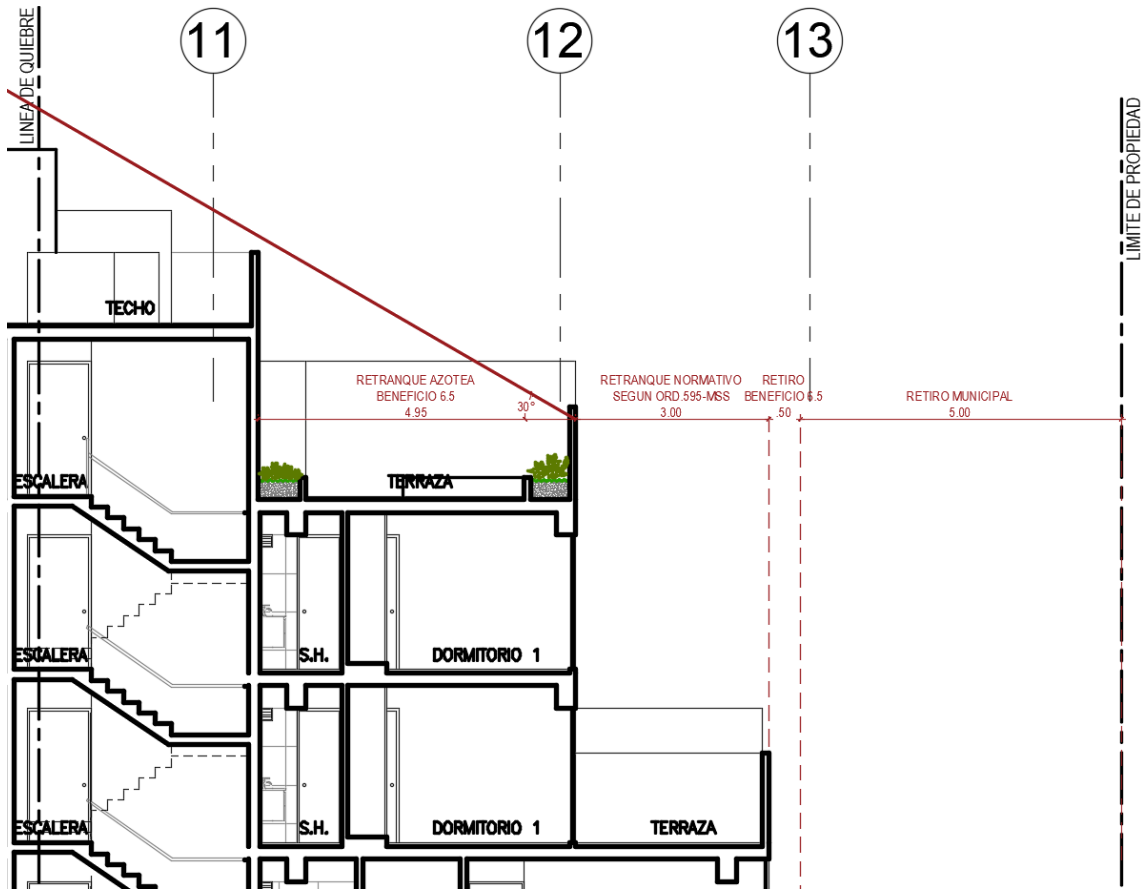 LINEA DE QUIEBRE
11
12
13
LIMITE DE PROPIEDAD
TECHO
RETRANQUE AZOTEA
BENEFICIO 6.5
4.95
30°
RETRANQUE NORMATIVO
SEGUN ORD.595-MSS
3.00
RETIRO
BENEFICIO 6.5
.50
RETIRO MUNICIPAL
5.00
ESCALERA
TERRAZA
ESCALERA
S.H.
DORMITORIO 1
ESCALERA
S.H.
DORMITORIO 1
TERRAZA